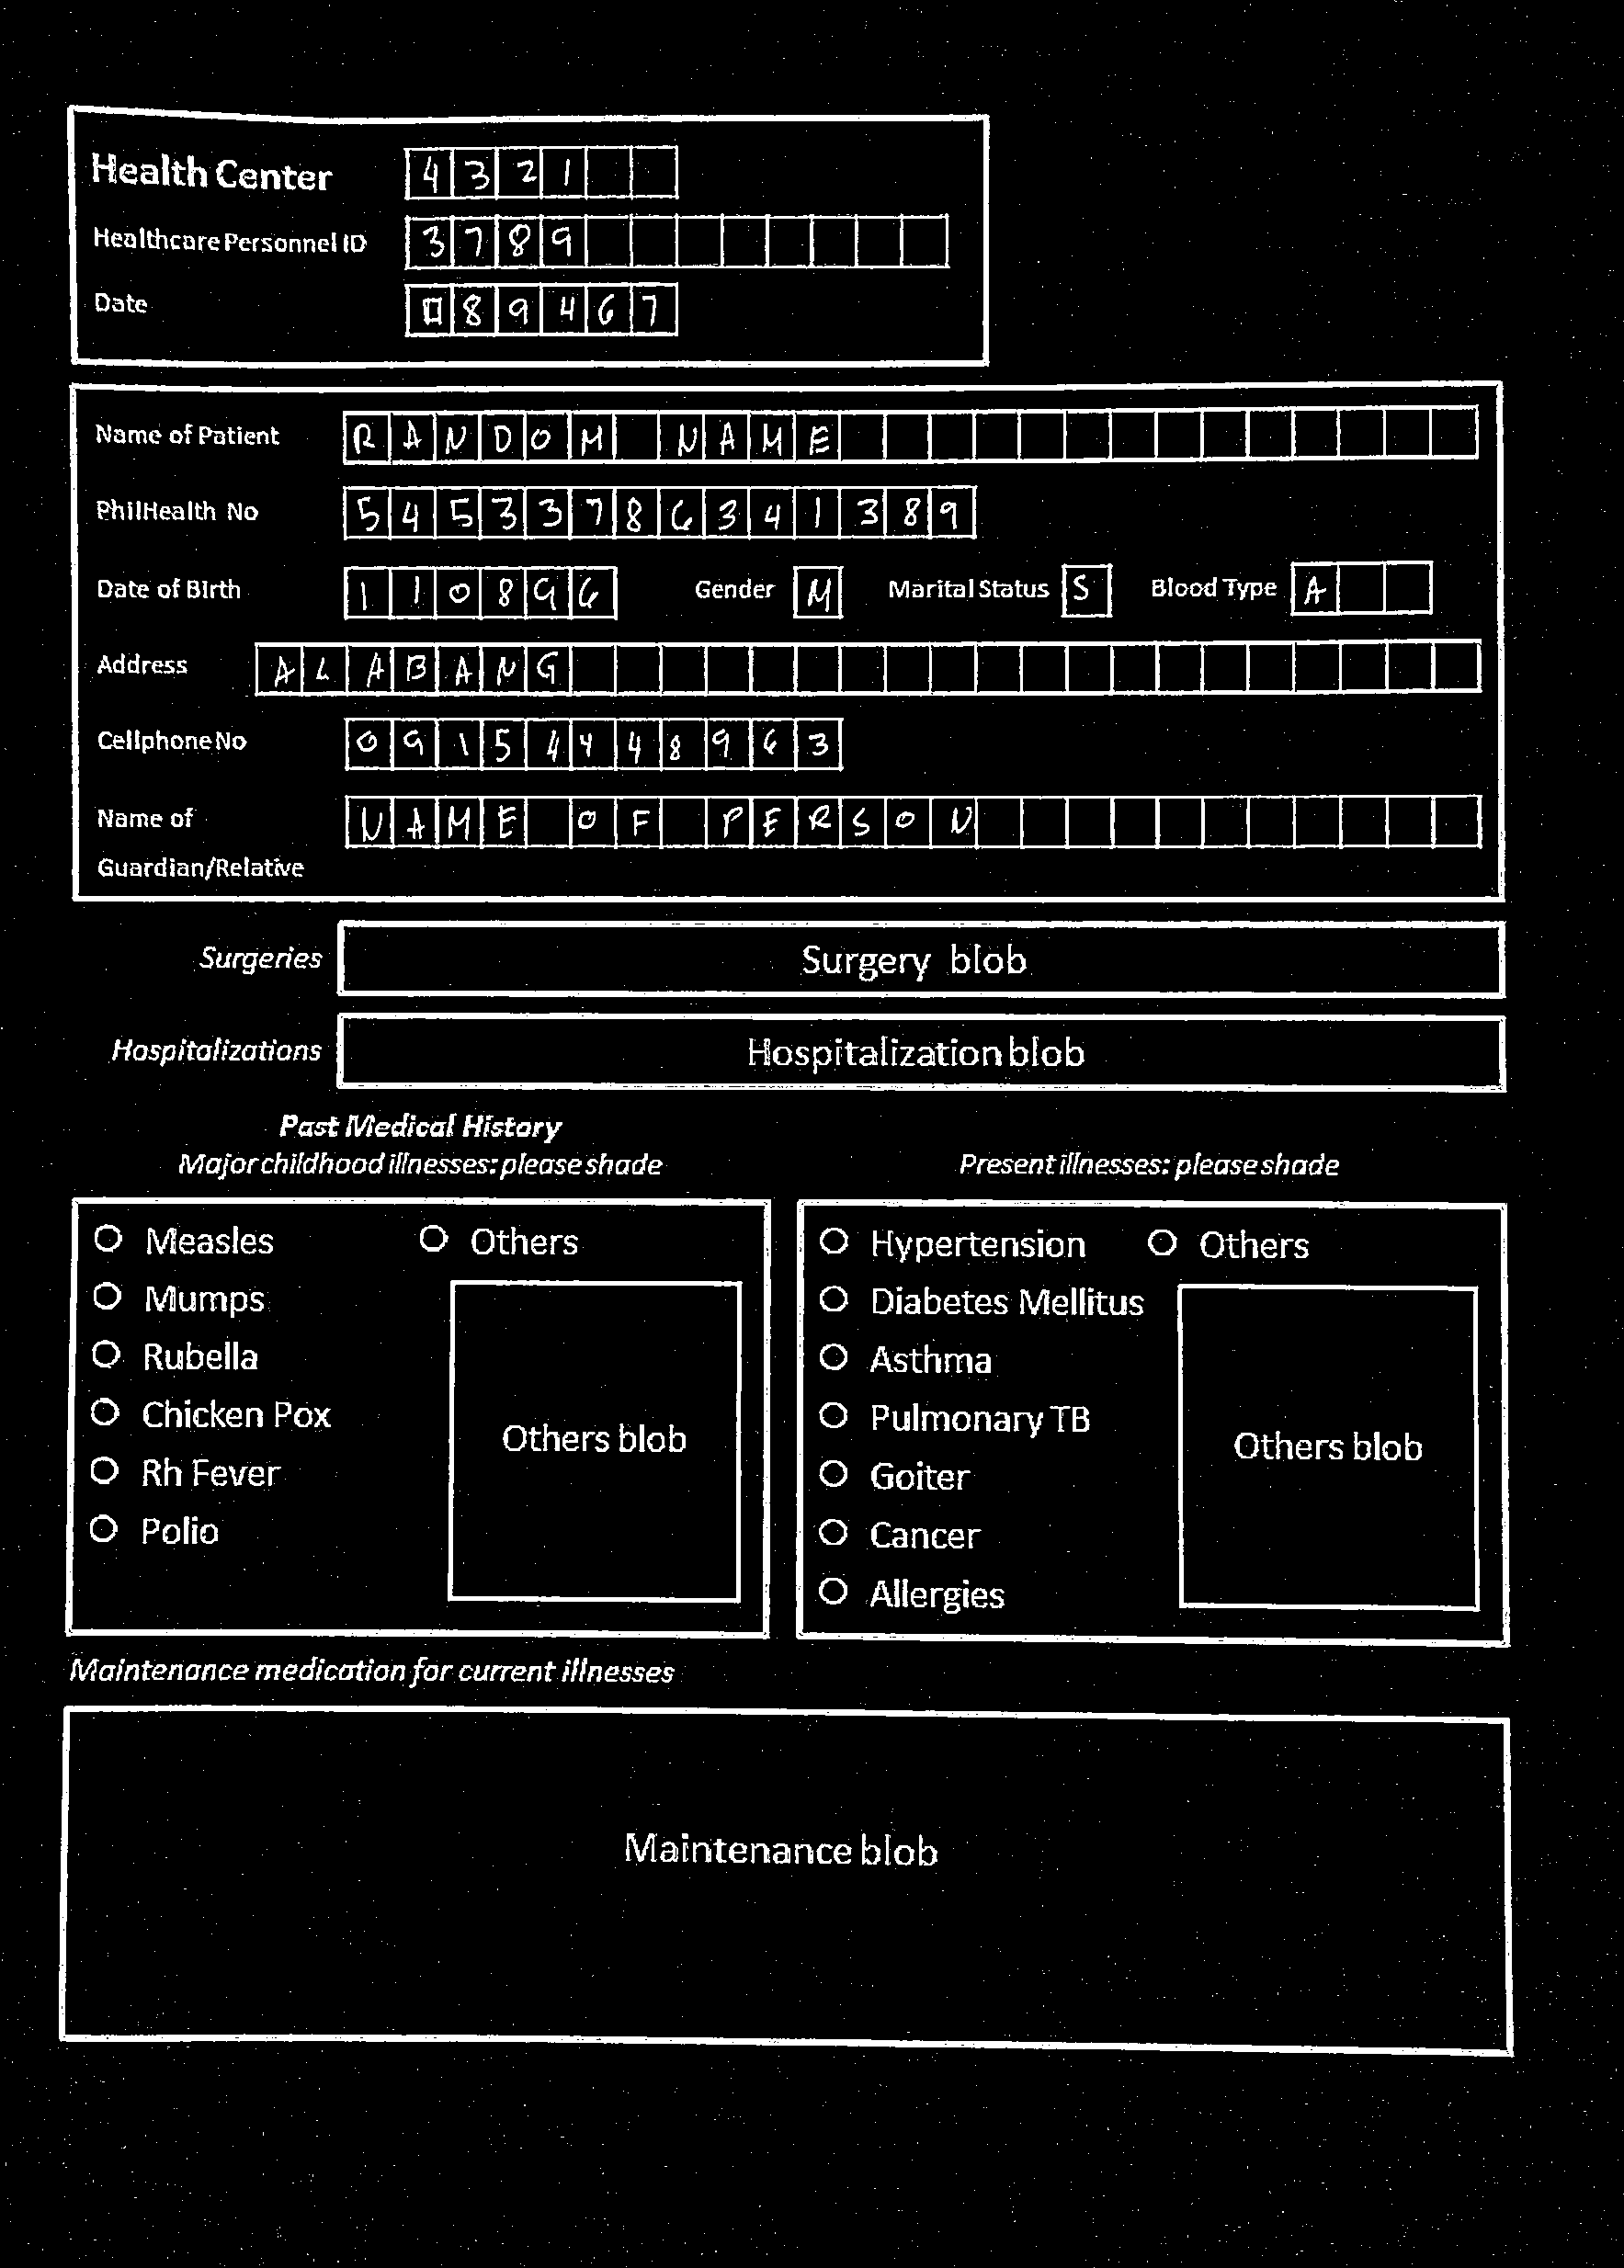 Health Center 4321
Healthcare Personnel ID 3789
Date 089467
Name of Patient RANDOM NAME
PhilHealth No 54533786341389
Date of Birth 110896 Gender M Marital Status S Blood Type A
Address ALABANG
Cellphone No 09154448963
Name of NAME OF PERSON
Guardian/Relative
Surgeries Surgery blob
Hospitalizations Hospitalization blob
Past Medical History
Major childhood illnesses: please shade
Measles Others
Mumps
Rubella
Chicken Pox
Others blob
Rh Fever
Polio
Present illnesses: please shade
Hypertension Others
Diabetes Mellitus
Asthma
Pulmonary TB
Others blob
Goiter
Cancer
Allergies
Maintenance medication for current illnesses
Maintenance blob